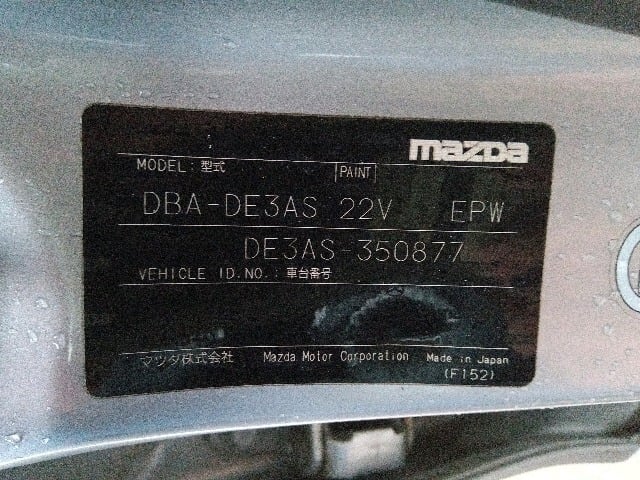 mazda
MODEL: 型式 PAINT
DBA-DE3AS 22V EPW
DE3AS-350877
VEHICLE ID.NO.: 車台番号
マツダ株式会社 Mazda Motor Corporation Made in Japan
(F152)